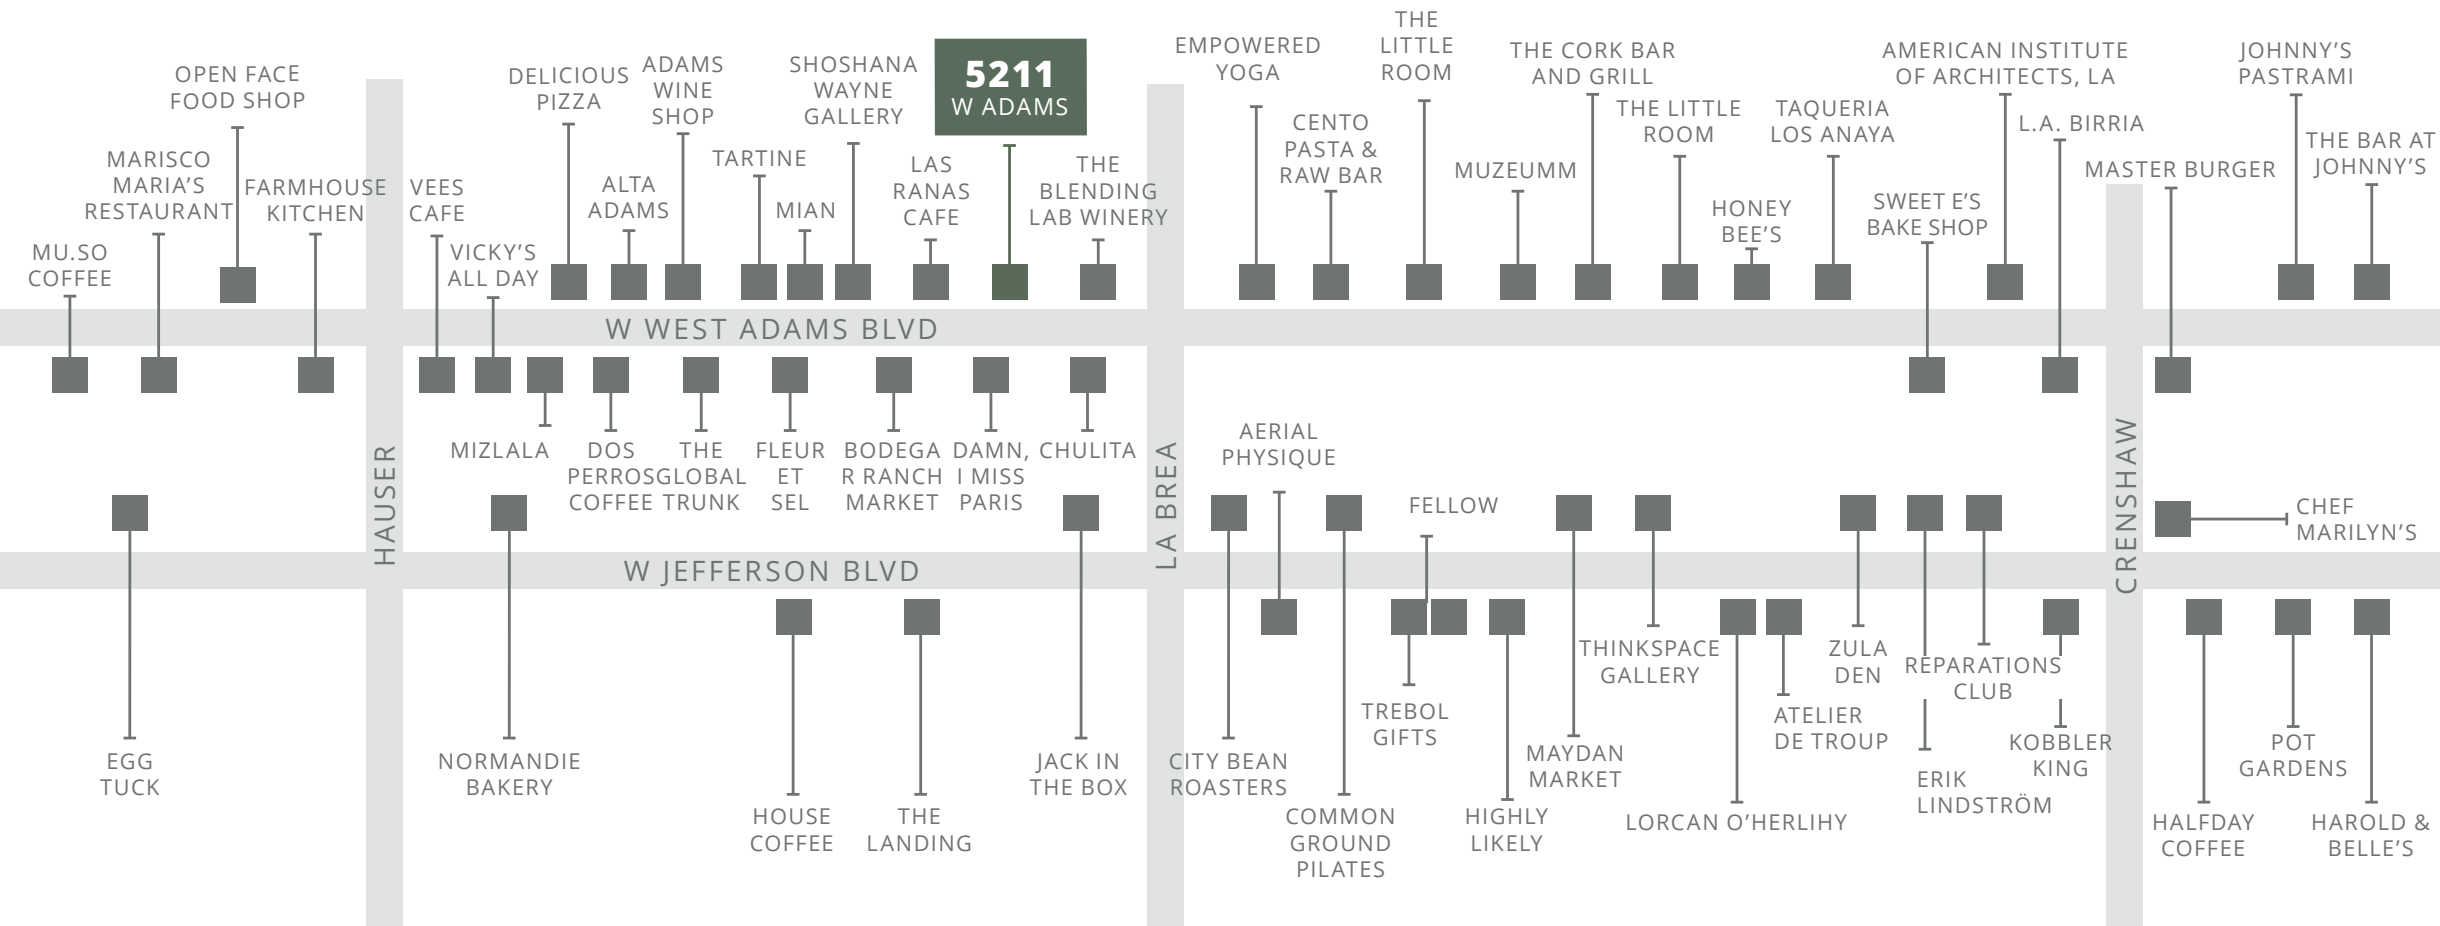 OPEN FACE
FOOD SHOP
MARISCO
MARIA'S
RESTAURANT
FARMHOUSE
KITCHEN
MU.SO
COFFEE
VEES
CAFE
VICKY'S
ALL DAY
DELICIOUS
PIZZA
ALTA
ADAMS
ADAMS
WINE
SHOP
TARTINE
MIAN
SHOSHANA
WAYNE
GALLERY
LAS
RANAS
CAFE
5211
W ADAMS
THE
BLENDING
LAB WINERY
EMPOWERED
YOGA
CENTO
PASTA &
RAW BAR
THE
LITTLE
ROOM
MUZEUMM
THE CORK BAR
AND GRILL
THE LITTLE
ROOM
HONEY
BEE'S
TAQUERIA
LOS ANAYA
SWEET E'S
BAKE SHOP
AMERICAN INSTITUTE
OF ARCHITECTS, LA
L.A. BIRRIA
MASTER BURGER
JOHNNY'S
PASTRAMI
THE BAR AT
JOHNNY'S
W WEST ADAMS BLVD
MIZLALA
DOS
PERROS
COFFEE
THE
GLOBAL
TRUNK
FLEUR
ET
SEL
BODEGA
R RANCH
MARKET
DAMN,
I MISS
PARIS
CHULITA
HAUSER
LA BREA
CRENSHAW
AERIAL
PHYSIQUE
FELLOW
CHEF
MARILYN'S
W JEFFERSON BLVD
EGG
TUCK
NORMANDIE
BAKERY
HOUSE
COFFEE
THE
LANDING
JACK IN
THE BOX
CITY BEAN
ROASTERS
COMMON
GROUND
PILATES
TREBOL
GIFTS
HIGHLY
LIKELY
MAYDAN
MARKET
THINKSPACE
GALLERY
LORCAN O'HERLIHY
ATELIER
DE TROUP
ZULA
DEN
REPARATIONS
CLUB
ERIK
LINDSTRÖM
KOBBLER
KING
HALFDAY
COFFEE
POT
GARDENS
HAROLD &
BELLE'S